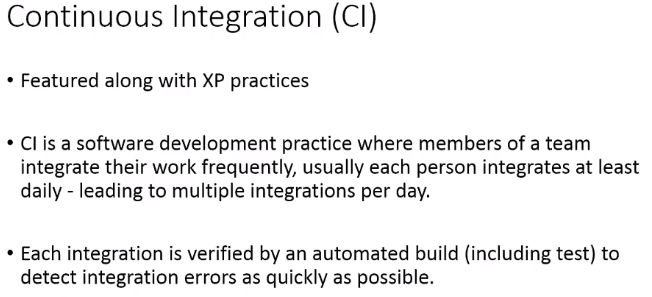 Continuous Integration (CI)
• Featured along with XP practices
• CI is a software development practice where members of a team
integrate their work frequently, usually each person integrates at least
daily - leading to multiple integrations per day.
• Each integration is verified by an automated build (including test) to
detect integration errors as quickly as possible.